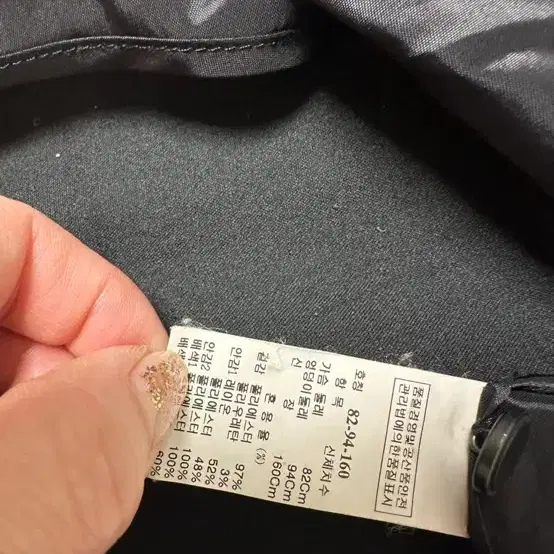 품질경영및공산품안전
관리법에의한품질표시
호칭 82-94-160
항목 신체치수
가슴둘레 82Cm
엉덩이둘레 94Cm
신장 160Cm
혼용율 (%)
겉감 폴리에스터 97%
폴리우레탄 3%
안감1 레이온 52%
폴리에스터 48%
안감2 폴리에스터 100%
배색1 폴리에스터 100%
60%